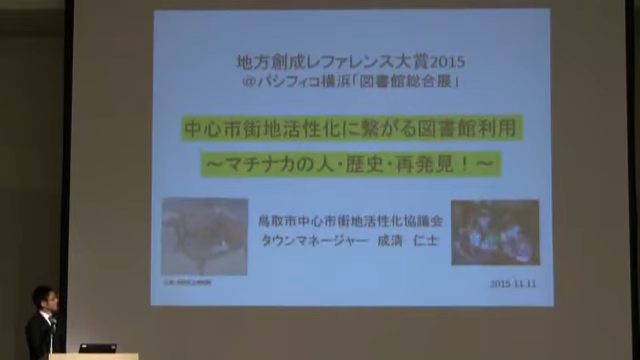 地方創成レファレンス大賞2015
@パシフィコ横浜「図書館総合展」
中心市街地活性化に繋がる図書館利用
～マチナカの人・歴史・再発見！～
鳥取市中心市街地活性化協議会
タウンマネージャー 成清 仁士
2015.11.11